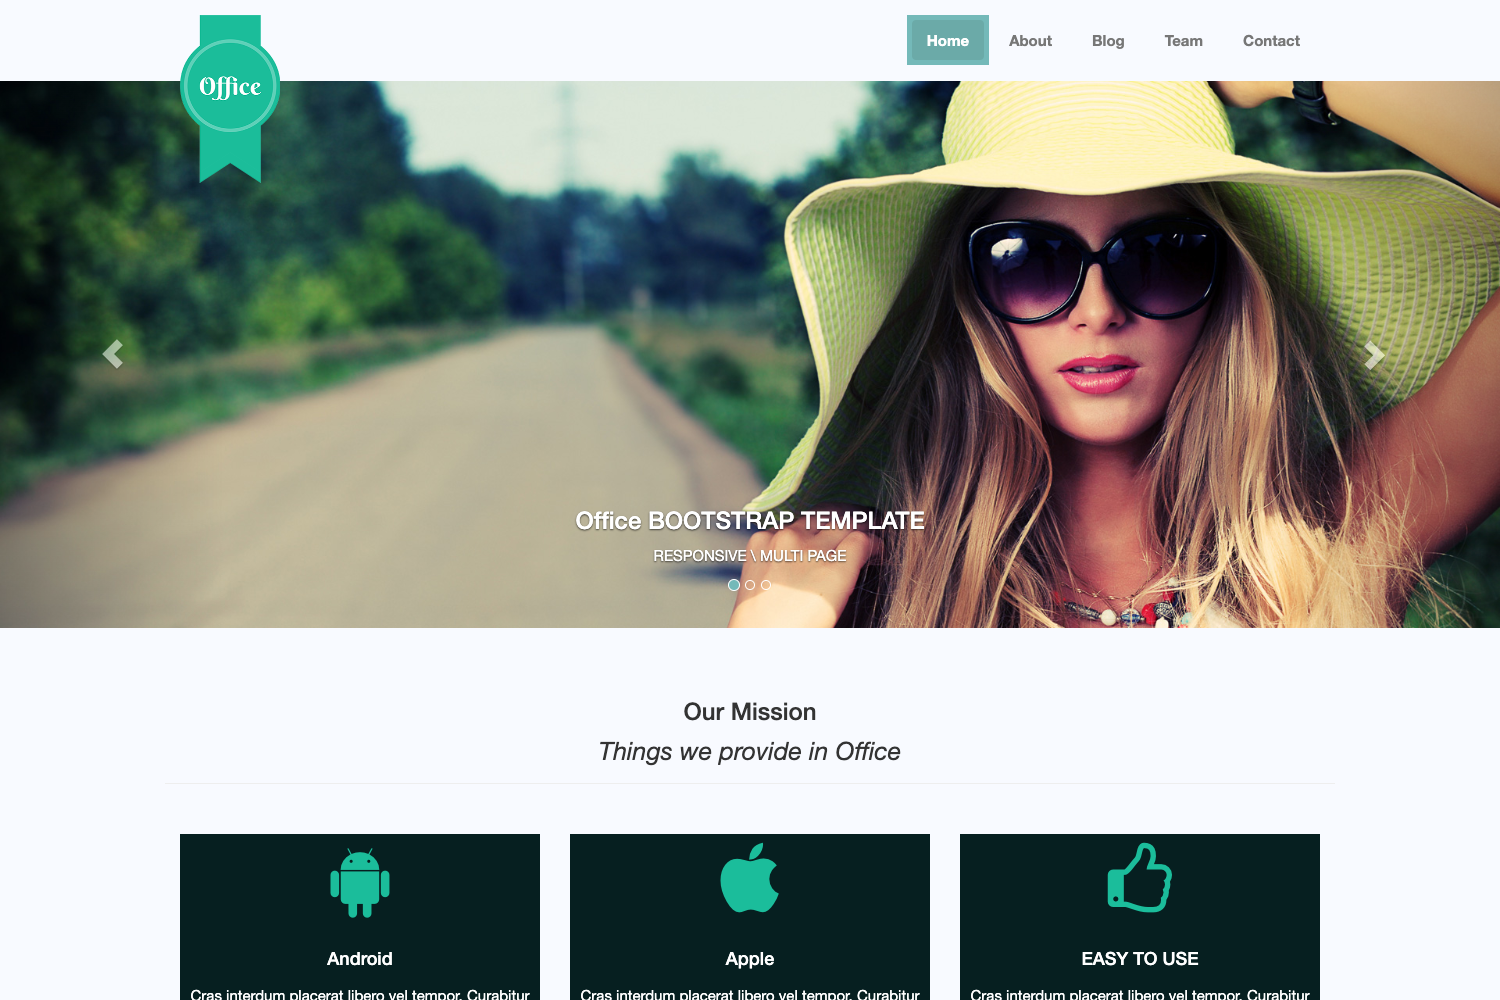 Office
Home About Blog Team Contact
Office BOOTSTRAP TEMPLATE
RESPONSIVE \ MULTI PAGE
Our Mission
Things we provide in Office
Android
Cras interdum placerat libero vel tempor. Curabitur
Apple
Cras interdum placerat libero vel tempor. Curabitur
EASY TO USE
Cras interdum placerat libero vel tempor. Curabitur